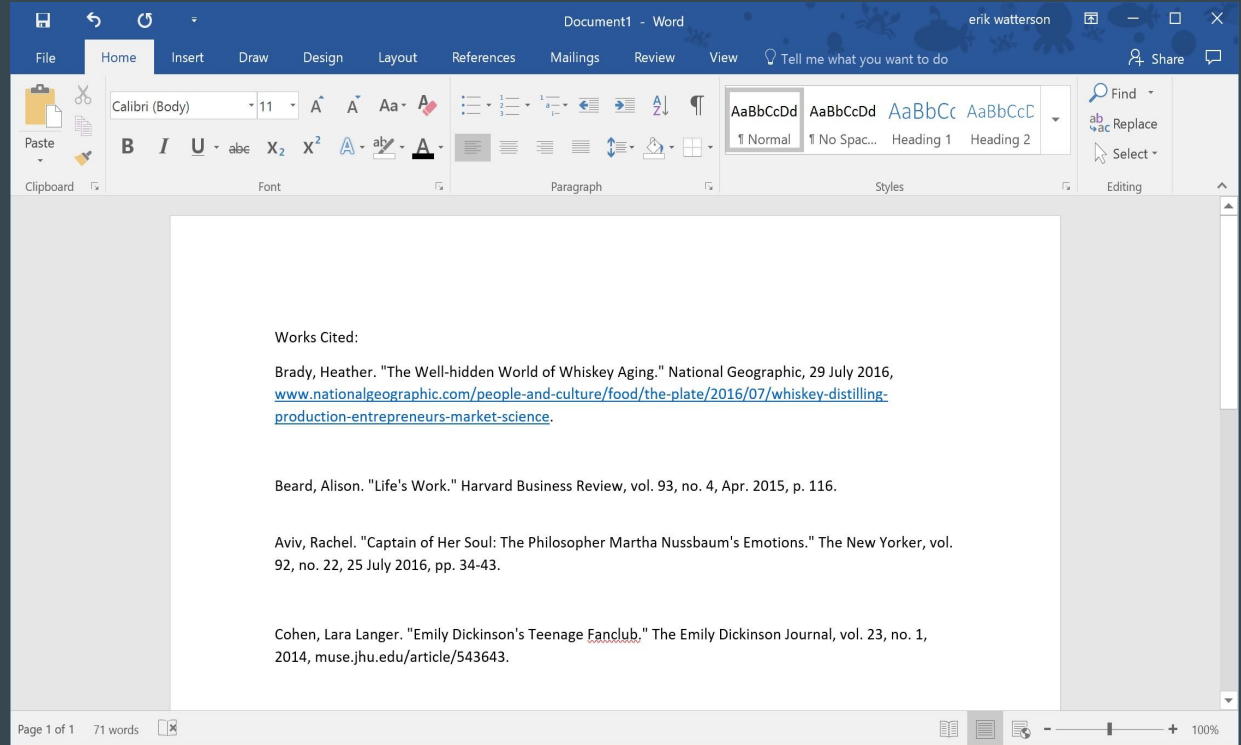 Document1 - Word
erik watterson
File Home Insert Draw Design Layout References Mailings Review View Tell me what you want to do Share
Calibri (Body) 11 A A Aa A
Paste
B I U abc X2 X2 A ab A
A Z
AaBbCcDd AaBbCcDd AaBbCc AaBbCcD
¶ Normal ¶ No Spac... Heading 1 Heading 2
Find
Replace
Select
Clipboard Font Paragraph Styles Editing
Works Cited:
Brady, Heather. "The Well-hidden World of Whiskey Aging." National Geographic, 29 July 2016,
www.nationalgeographic.com/people-and-culture/food/the-plate/2016/07/whiskey-distilling-
production-entrepreneurs-market-science.
Beard, Alison. "Life's Work." Harvard Business Review, vol. 93, no. 4, Apr. 2015, p. 116.
Aviv, Rachel. "Captain of Her Soul: The Philosopher Martha Nussbaum's Emotions." The New Yorker, vol.
92, no. 22, 25 July 2016, pp. 34-43.
Cohen, Lara Langer. "Emily Dickinson's Teenage Fanclub." The Emily Dickinson Journal, vol. 23, no. 1,
2014, muse.jhu.edu/article/543643.
Page 1 of 1 71 words 100%